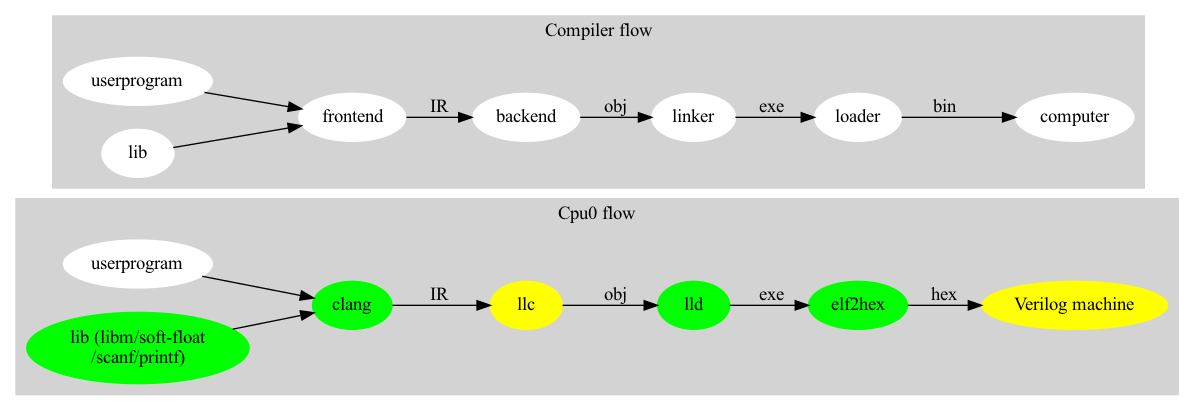 Compiler flow
userprogram
lib
frontend
IR
backend
obj
linker
exe
loader
bin
computer
Cpu0 flow
userprogram
lib (libm/soft-float
/scanf/printf)
clang
IR
llc
obj
lld
exe
elf2hex
hex
Verilog machine